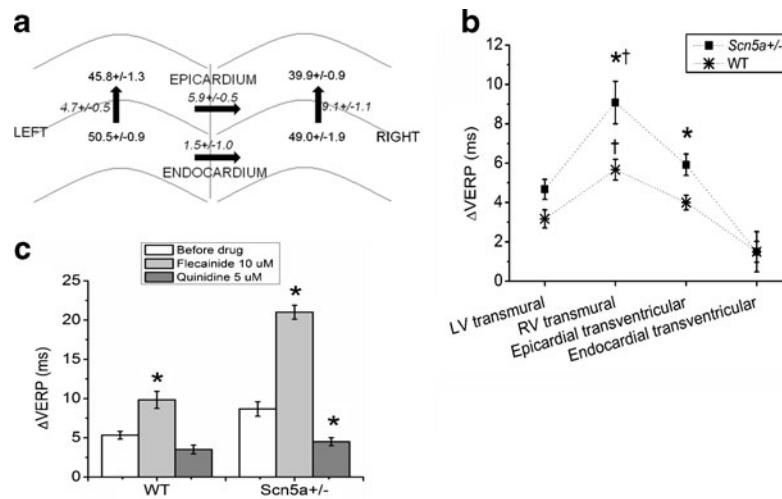 a
45.8+/-1.3
EPICARDIUM
39.9+/-0.9
4.7+/-0.5
5.9+/-0.5
9.1+/-1.1
LEFT
50.5+/-0.9
49.0+/-1.9
RIGHT
1.5+/-1.0
ENDOCARDIUM
b
Scn5a+/-
WT
12
10
8
6
4
2
0
ΔVERP (ms)
*†
†
*
LV transmural
RV transmural
Epicardial transventricular
Endocardial transventricular
c
Before drug
Flecainide 10 uM
Quinidine 5 uM
25
20
15
10
5
0
ΔVERP (ms)
*
*
*
WT
Scn5a+/-